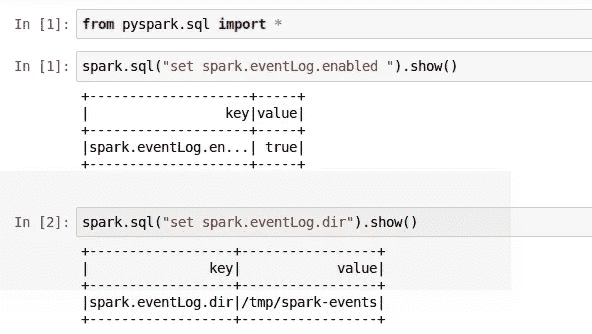 In [1]: from pyspark.sql import *
In [1]: spark.sql("set spark.eventLog.enabled ").show()
+--------------------+-----+
|                 key|value|
+--------------------+-----+
|spark.eventLog.en...| true|
+--------------------+-----+
In [2]: spark.sql("set spark.eventLog.dir").show()
+------------------+-----------------+
|               key|            value|
+------------------+-----------------+
|spark.eventLog.dir|/tmp/spark-events|
+------------------+-----------------+